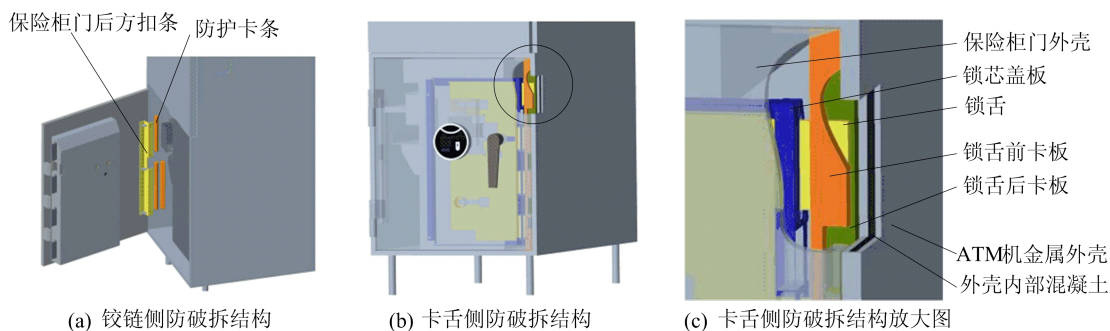 保险柜门后方扣条
防护卡条
保险柜门外壳
锁芯盖板
锁舌
锁舌前卡板
锁舌后卡板
ATM机金属外壳
外壳内部混凝土
(a) 铰链侧防破拆结构
(b) 卡舌侧防破拆结构
(c) 卡舌侧防破拆结构放大图